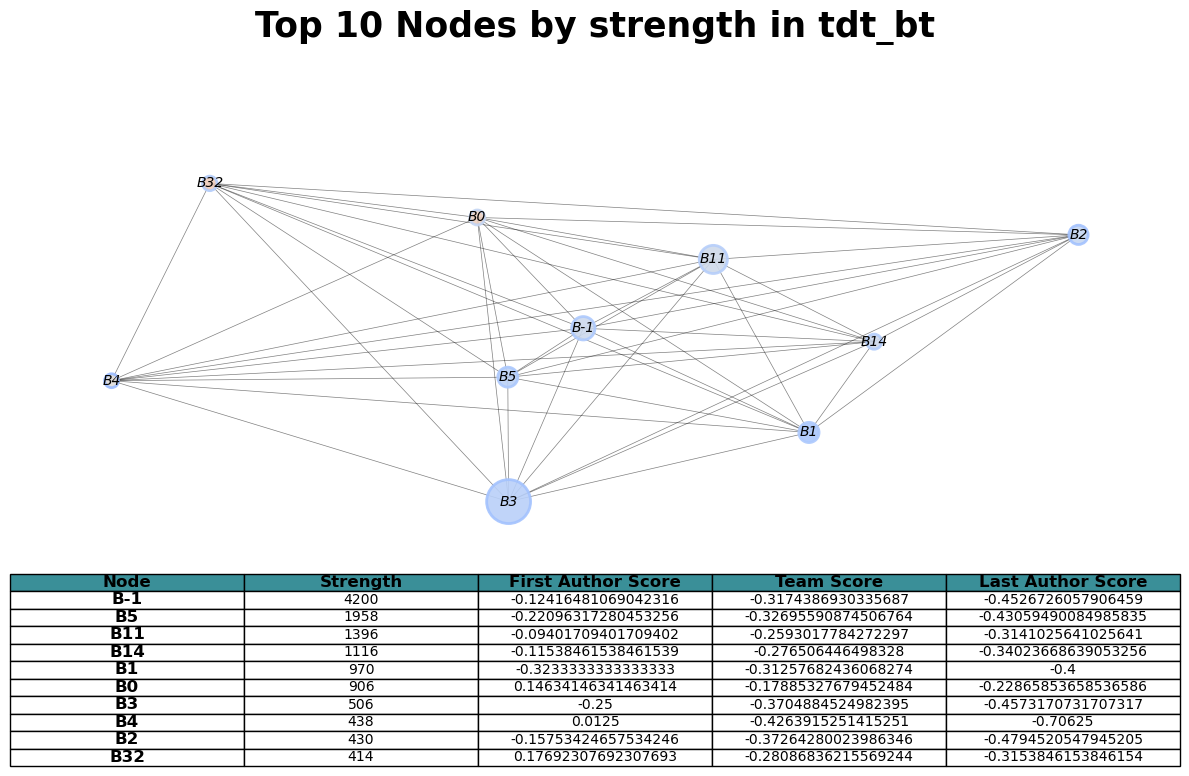 Top 10 Nodes by strength in tdt_bt
B32
B0
B2
B11
B-1
B14
B5
B4
B1
B3
Node Strength First Author Score Team Score Last Author Score
B-1 4200 -0.12416481069042316 -0.3174386930335687 -0.4526726057906459
B5 1958 -0.22096317280453256 -0.32695590874506764 -0.43059490084985835
B11 1396 -0.09401709401709402 -0.2593017784272297 -0.3141025641025641
B14 1116 -0.11538461538461539 -0.276506446498328 -0.34023668639053256
B1 970 -0.3233333333333333 -0.31257682436068274 -0.4
B0 906 0.14634146341463414 -0.17885327679452484 -0.22865853658536586
B3 506 -0.25 -0.3704884524982395 -0.4573170731707317
B4 438 0.0125 -0.4263915251415251 -0.70625
B2 430 -0.15753424657534246 -0.37264280023986346 -0.4794520547945205
B32 414 0.17692307692307693 -0.28086836215569244 -0.3153846153846154